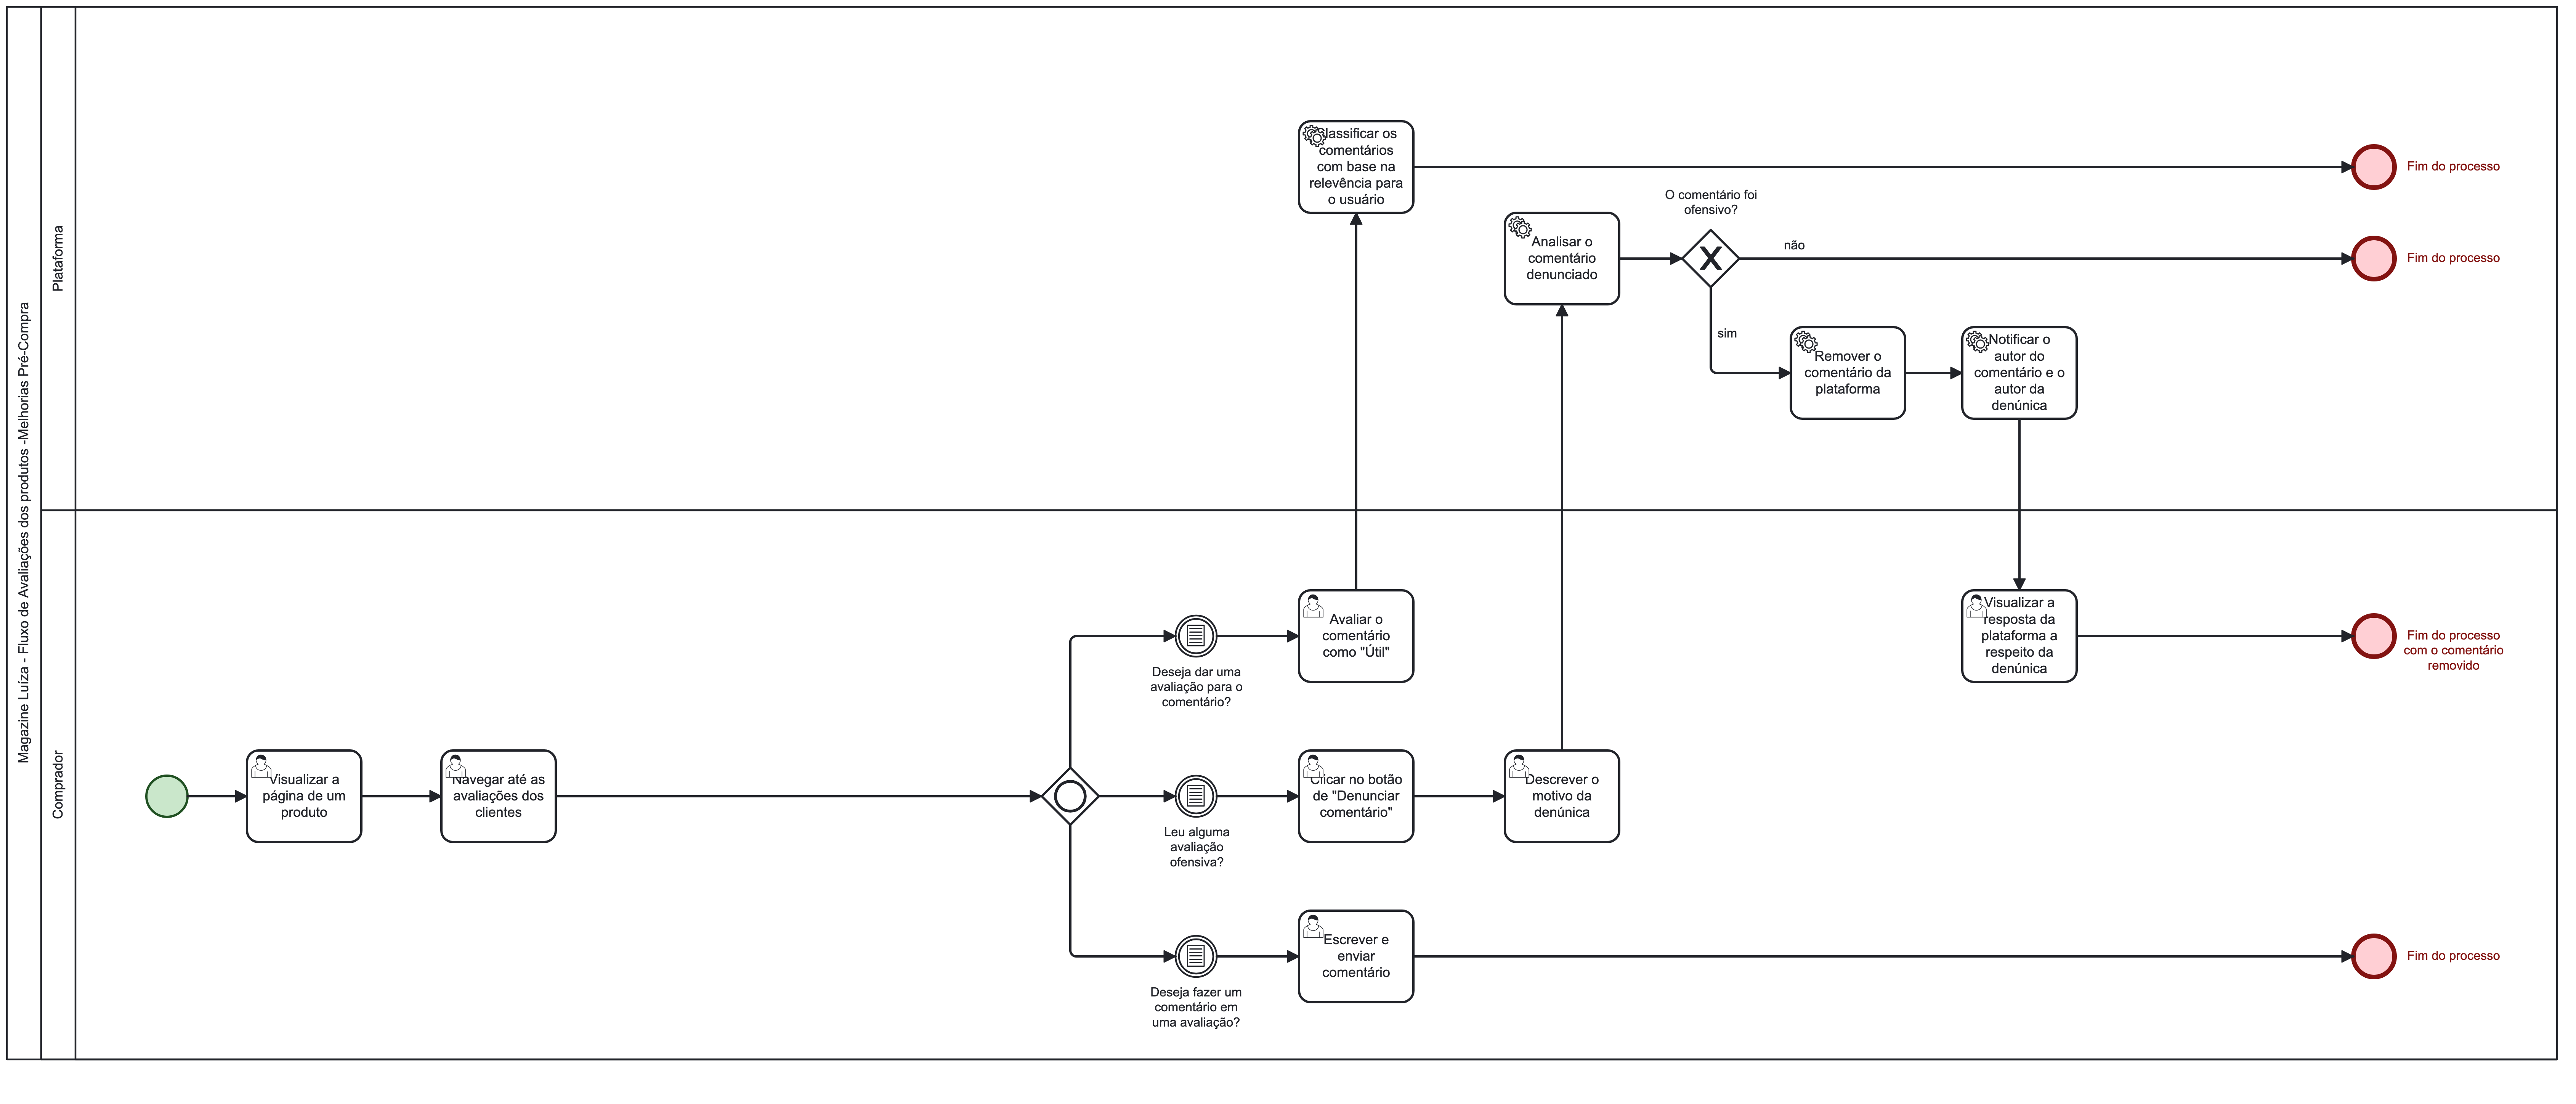 Magazine Luíza - Fluxo de Avaliações dos produtos -Melhorias Pré-Compra
Plataforma
Classificar os
comentários
com base na
relevência para
o usuário
Fim do processo
O comentário foi
ofensivo?
Analisar o
comentário
denunciado
não
Fim do processo
sim
Remover o
comentário da
plataforma
Notificar o
autor do
comentário e o
autor da
denúnica
Comprador
Visualizar a
página de um
produto
Navegar até as
avaliações dos
clientes
Deseja dar uma
avaliação para o
comentário?
Avaliar o
comentário
como "Útil"
Visualizar a
resposta da
plataforma a
respeito da
denúnica
Fim do processo
com o comentário
removido
Leu alguma
avaliação
ofensiva?
Clicar no botão
de "Denunciar
comentário"
Descrever o
motivo da
denúnica
Deseja fazer um
comentário em
uma avaliação?
Escrever e
enviar
comentário
Fim do processo